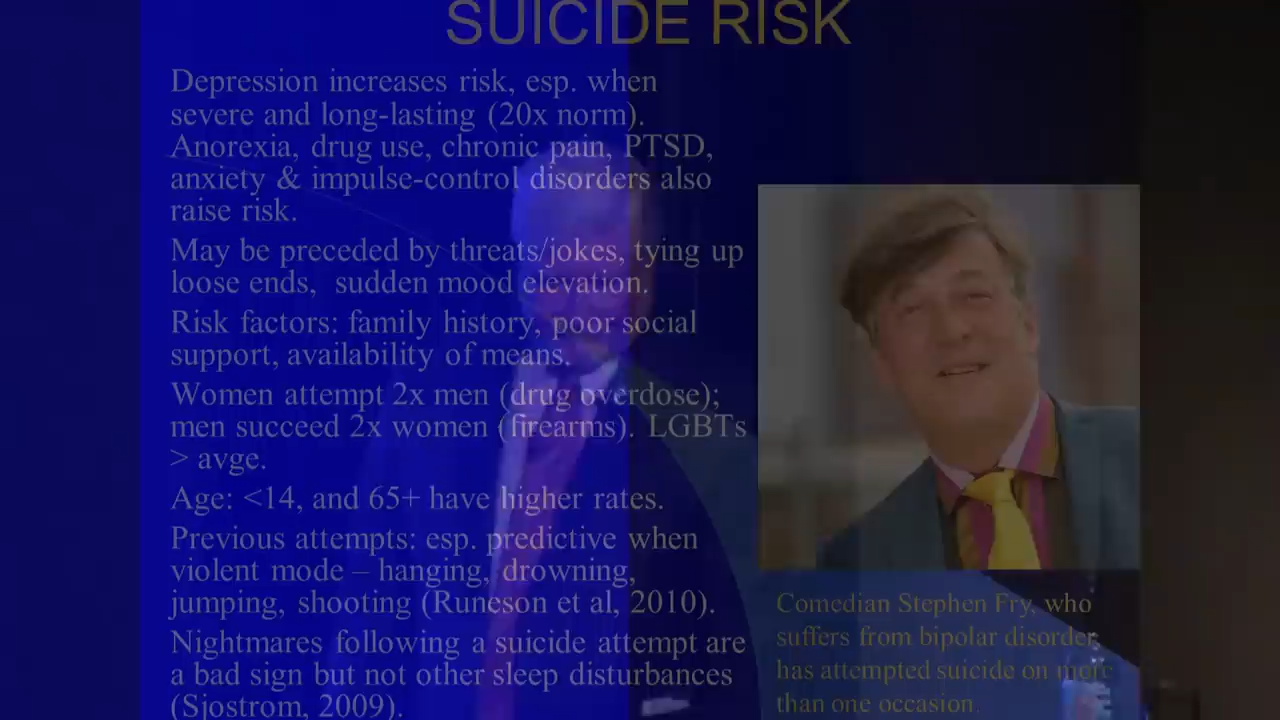 SUICIDE RISK
Depression increases risk, esp. when
severe and long-lasting (20x norm).
Anorexia, drug use, chronic pain, PTSD,
anxiety & impulse-control disorders also
raise risk.
May be preceded by threats/jokes, tying up
loose ends,  sudden mood elevation.
Risk factors: family history, poor social
support, availability of means.
Women attempt 2x men (drug overdose);
men succeed 2x women (firearms).  LGBTs
> avge.
Age: <14, and 65+ have higher rates.
Previous attempts: esp. predictive when
violent mode – hanging, drowning,
jumping, shooting (Runeson et al, 2010).
Nightmares following a suicide attempt are
a bad sign but not other sleep disturbances
(Sjostrom, 2009).
Comedian Stephen Fry, who
suffers from bipolar disorder,
has attempted suicide on more
than one occasion.